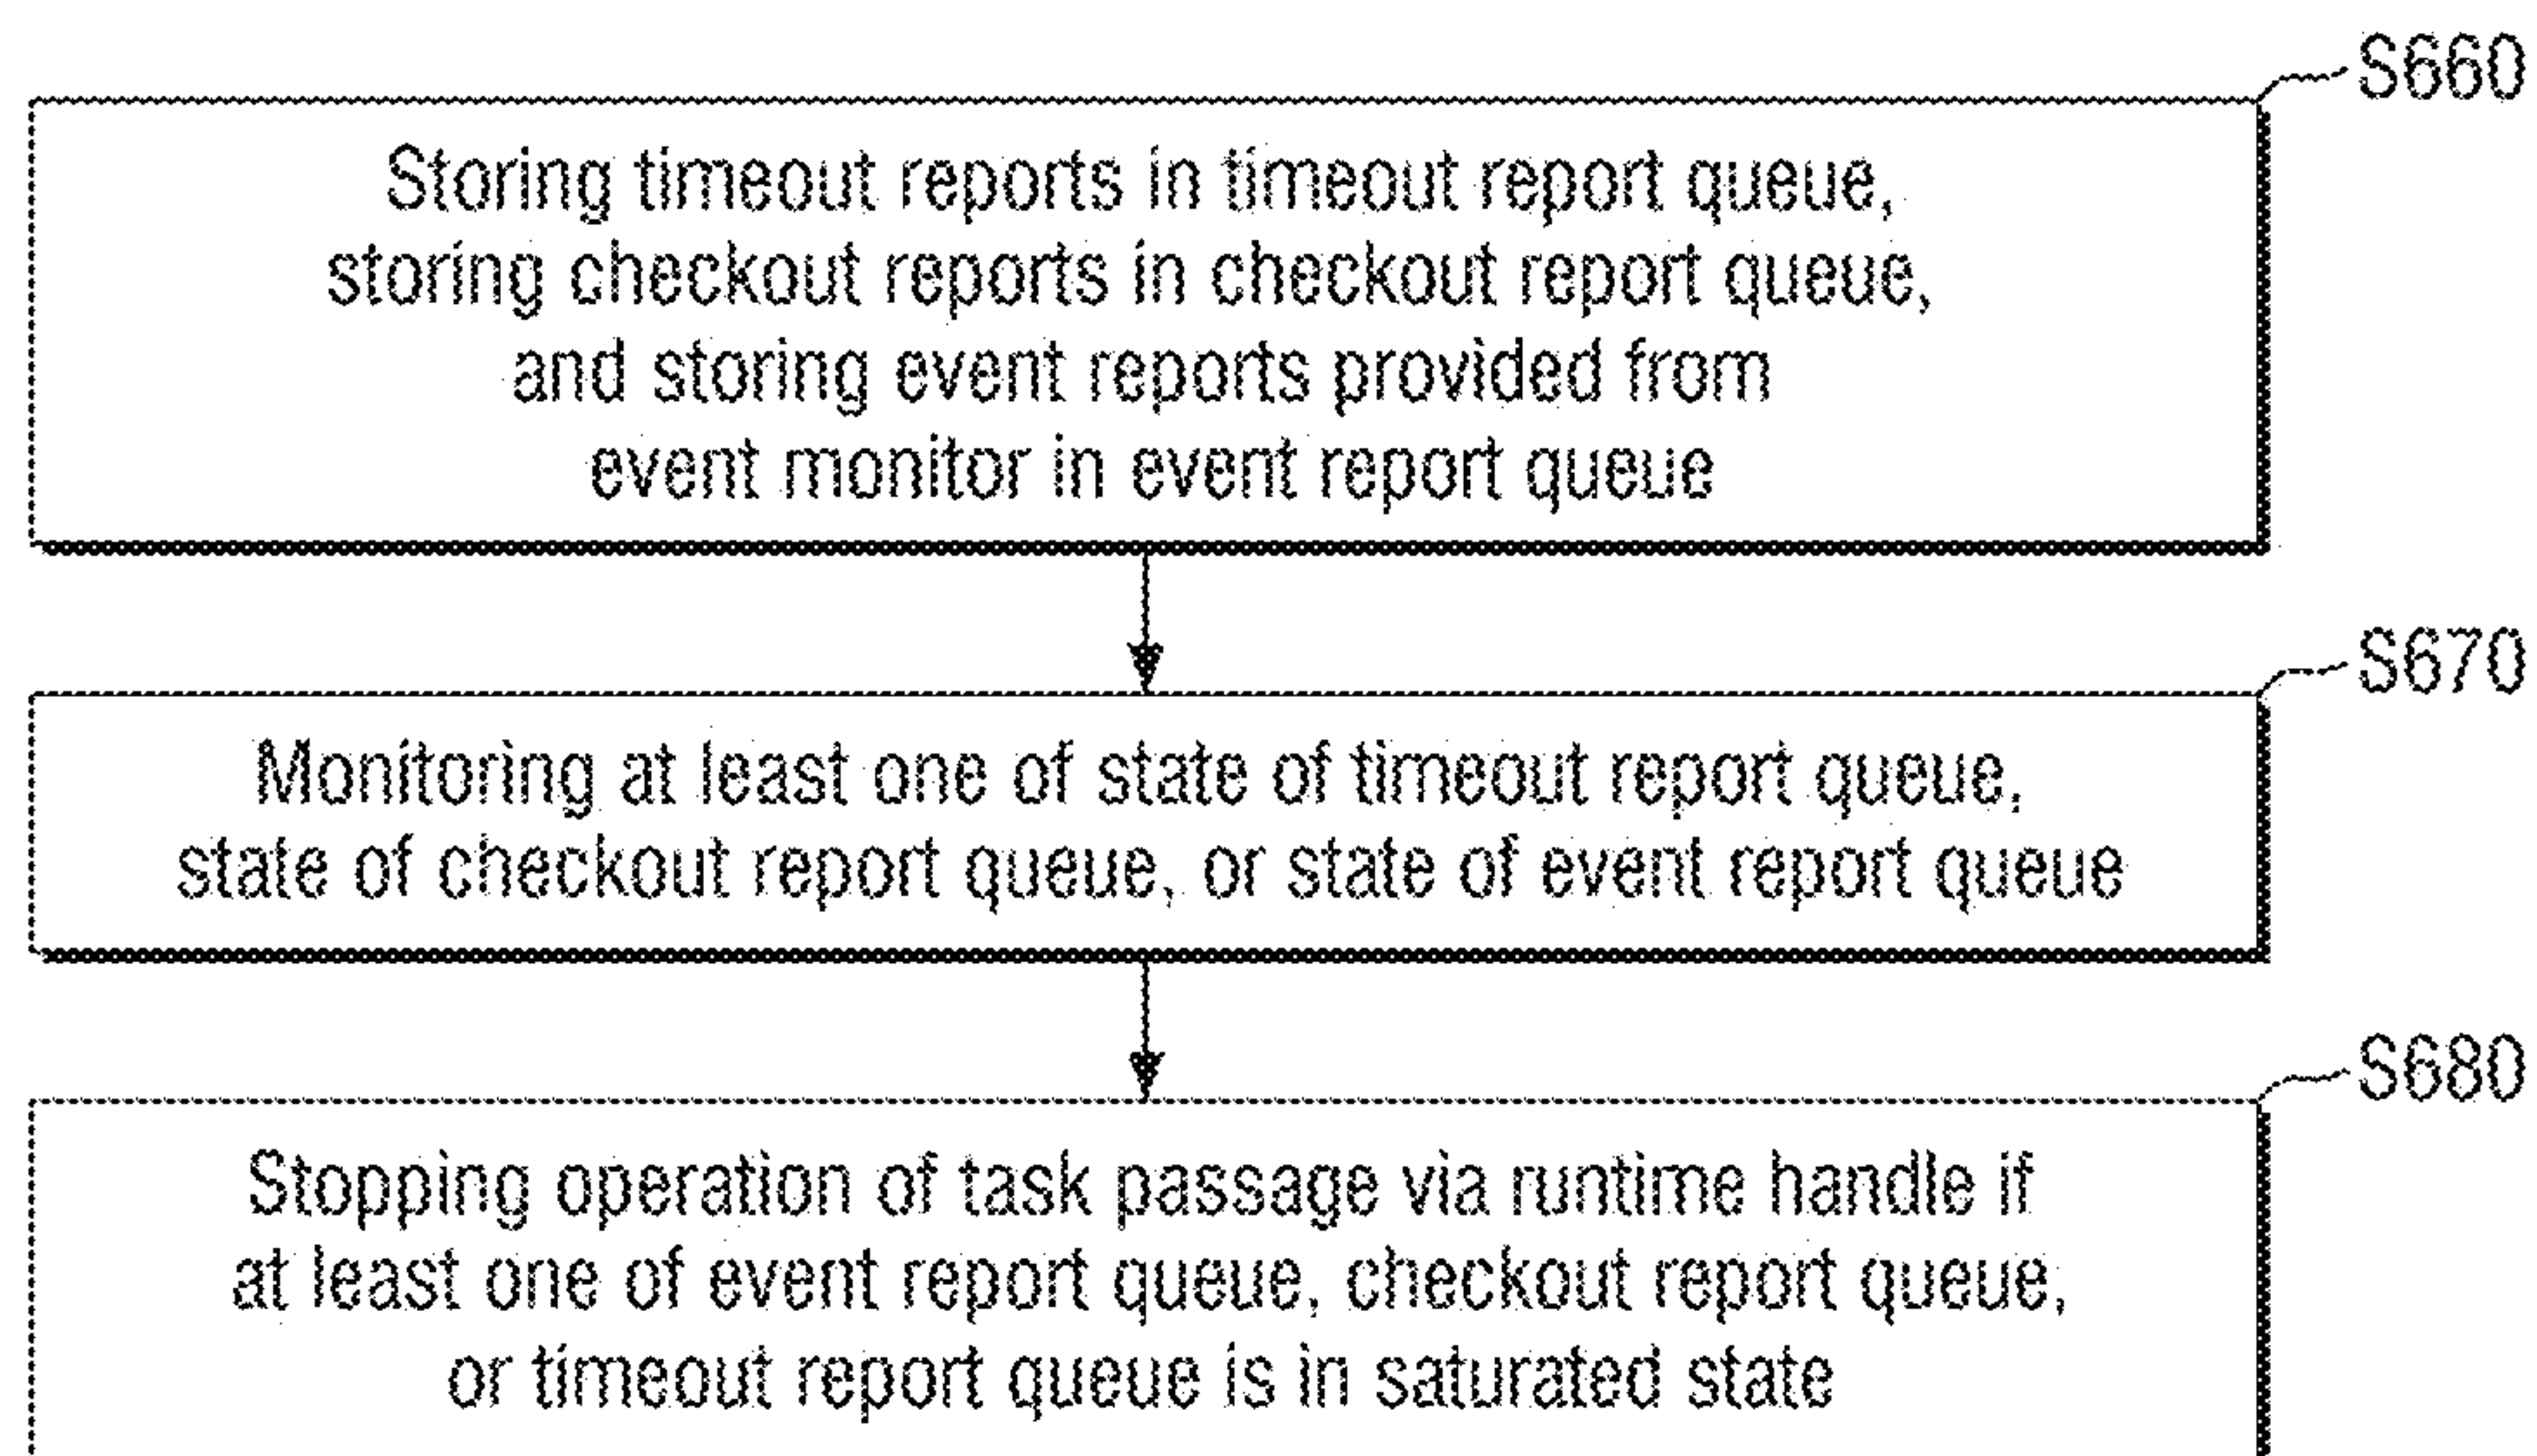 S660
Storing timeout reports in timeout report queue,
storing checkout reports in checkout report queue,
and storing event reports provided from
event monitor in event report queue
S670
Monitoring at least one of state of timeout report queue,
state of checkout report queue, or state of event report queue
S680
Stopping operation of task passage via runtime handle if
at least one of event report queue, checkout report queue,
or timeout report queue is in saturated state